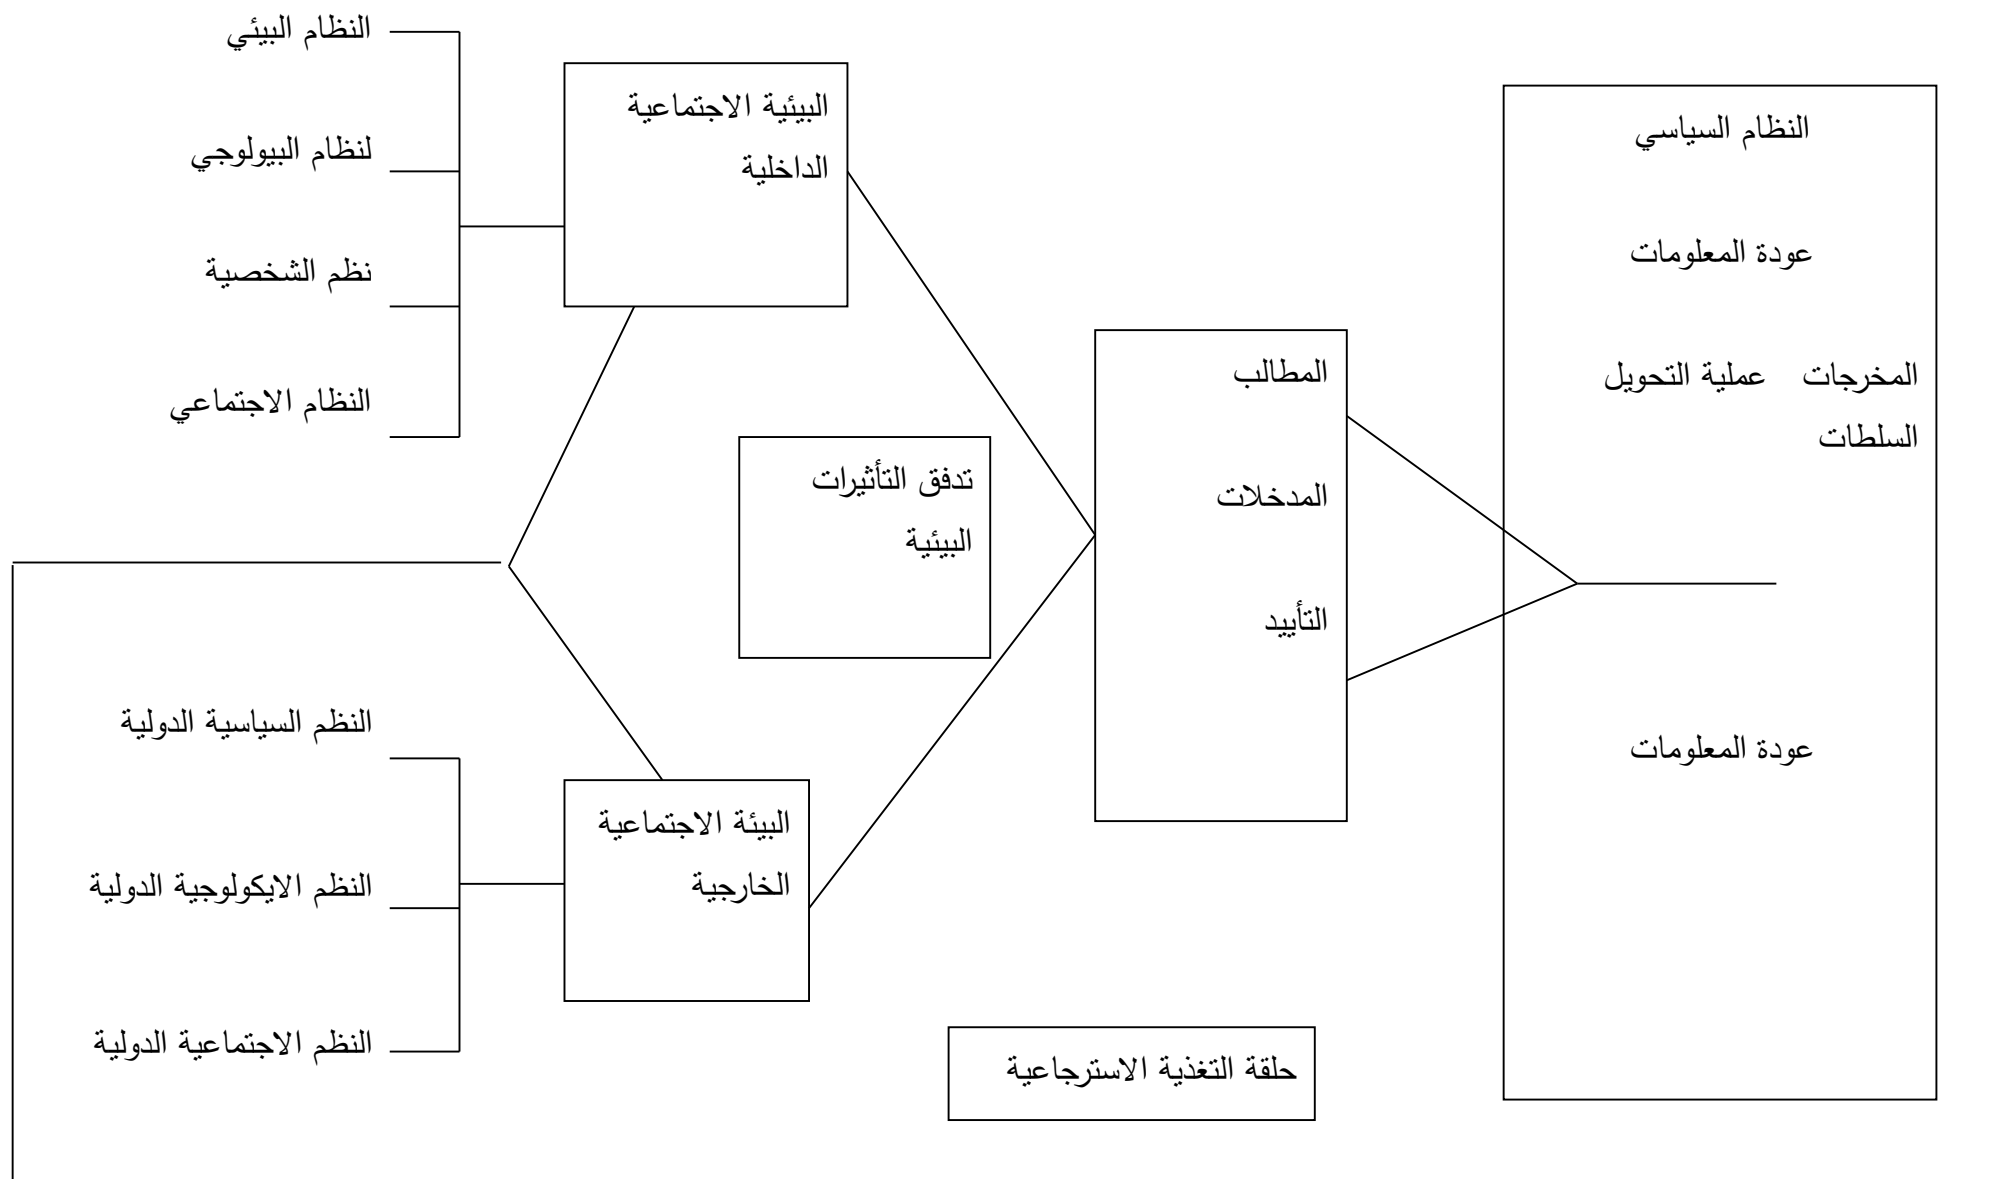 النظام البيئي
لنظام البيولوجي
نظم الشخصية
النظام الاجتماعي
البيئية الاجتماعية
الداخلية
تدفق التأثيرات
البيئية
المطالب
المدخلات
التأييد
النظام السياسي
عودة المعلومات
المخرجات عملية التحويل
السلطات
عودة المعلومات
النظم السياسية الدولية
النظم الايكولوجية الدولية
النظم الاجتماعية الدولية
البيئة الاجتماعية
الخارجية
حلقة التغذية الاسترجاعية